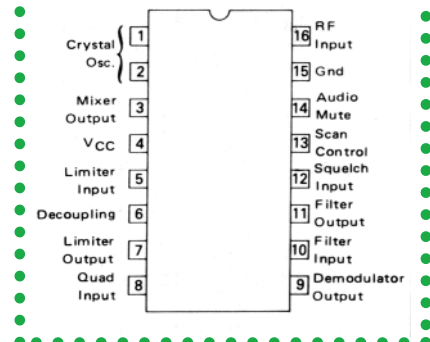 Crystal
Osc.
1
2
Mixer
Output
3
VCC
4
Limiter
Input
5
Decoupling
6
Limiter
Output
7
Quad
Input
8
16
RF
Input
15
Gnd
14
Audio
Mute
13
Scan
Control
12
Squelch
Input
11
Filter
Output
10
Filter
Input
9
Demodulator
Output